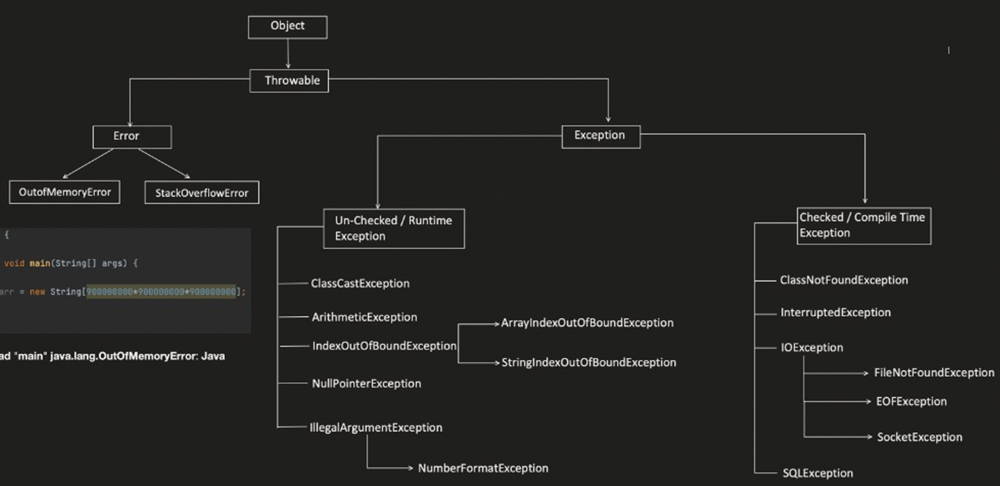 Object
Throwable
Error
Exception
OutofMemoryError
StackOverflowError
Un-Checked / Runtime
Exception
Checked / Compile Time
Exception
{
void main(String[] args) {
arr = new String[900000000*900000000*900000000];
ad "main" java.lang.OutOfMemoryError: Java
ClassCastException
ArithmeticException
IndexOutOfBoundException
ArrayIndexOutOfBoundException
StringIndexOutOfBoundException
NullPointerException
IllegalArgumentException
NumberFormatException
ClassNotFoundException
InterruptedException
IOException
FileNotFoundException
EOFException
SocketException
SQLException